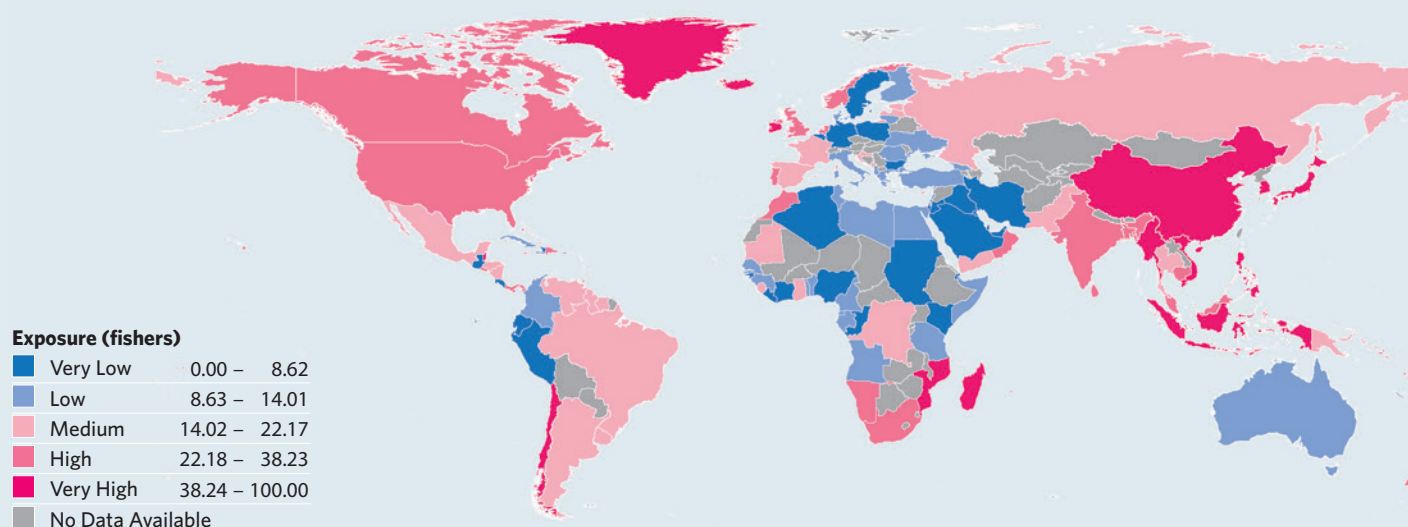 Exposure (fishers)
Very Low 0.00 – 8.62
Low 8.63 – 14.01
Medium 14.02 – 22.17
High 22.18 – 38.23
Very High 38.24 – 100.00
No Data Available